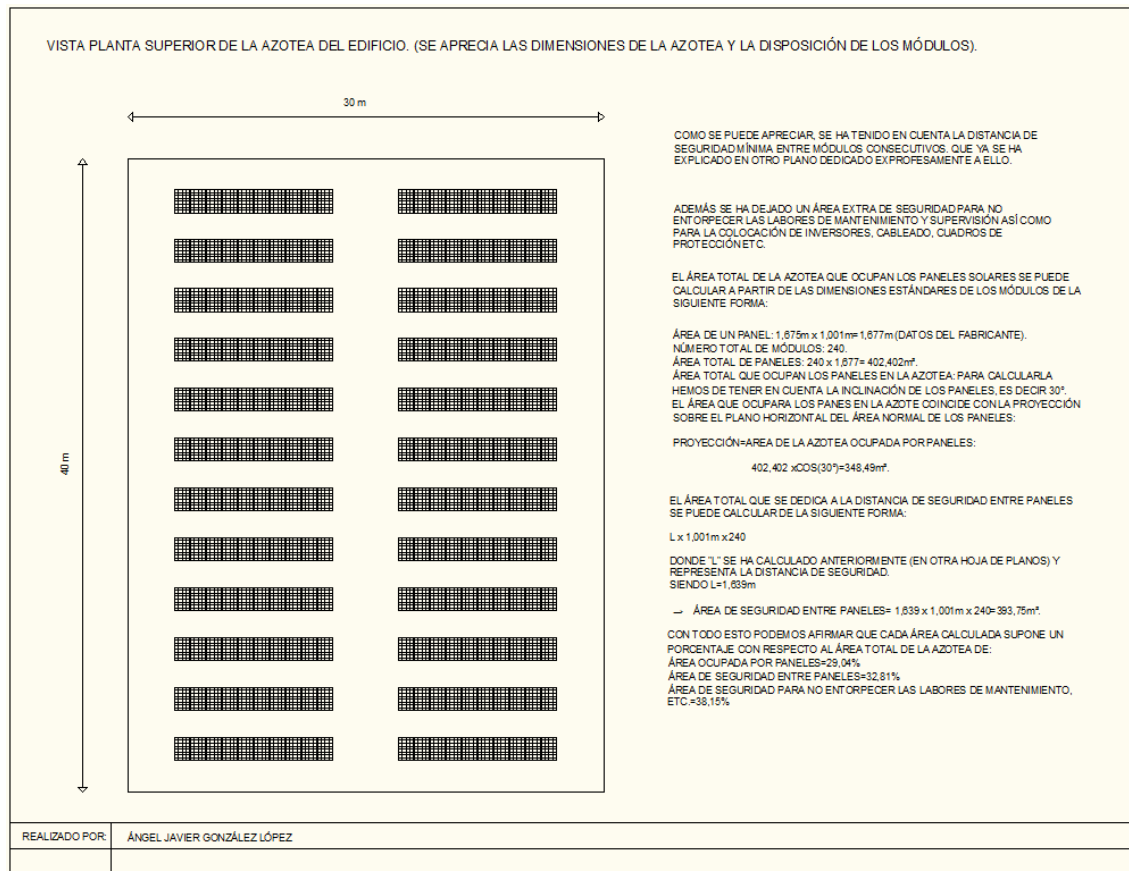 VISTA PLANTA SUPERIOR DE LA AZOTEA DEL EDIFICIO. (SE APRECIA LAS DIMENSIONES DE LA AZOTEA Y LA DISPOSICIÓN DE LOS MÓDULOS).
30 m
40 m
COMO SE PUEDE APRECIAR, SE HA TENIDO EN CUENTA LA DISTANCIA DE
SEGURIDAD MÍNIMA ENTRE MÓDULOS CONSECUTIVOS. QUE YA SE HA
EXPLICADO EN OTRO PLANO DEDICADO EXPROFESAMENTE A ELLO.
ADEMÁS SE HA DEJADO UN ÁREA EXTRA DE SEGURIDAD PARA NO
ENTORPECER LAS LABORES DE MANTENIMIENTO Y SUPERVISIÓN ASÍ COMO
PARA LA COLOCACIÓN DE INVERSORES, CABLEADO, CUADROS DE
PROTECCIÓN ETC.
EL ÁREA TOTAL DE LA AZOTEA QUE OCUPAN LOS PANELES SOLARES SE PUEDE
CALCULAR A PARTIR DE LAS DIMENSIONES ESTÁNDARES DE LOS MÓDULOS DE LA
SIGUIENTE FORMA:
ÁREA DE UN PANEL: 1,675m x 1,001m= 1,677m (DATOS DEL FABRICANTE).
NÚMERO TOTAL DE MÓDULOS: 240.
ÁREA TOTAL DE PANELES: 240 x 1,677= 402,402m².
ÁREA TOTAL QUE OCUPAN LOS PANELES EN LA AZOTEA: PARA CALCULARLA
HEMOS DE TENER EN CUENTA LA INCLINACIÓN DE LOS PANELES, ES DECIR 30º.
EL ÁREA QUE OCUPARA LOS PANES EN LA AZOTE COINCIDE CON LA PROYECCIÓN
SOBRE EL PLANO HORIZONTAL DEL ÁREA NORMAL DE LOS PANELES:
PROYECCIÓN=AREA DE LA AZOTEA OCUPADA POR PANELES:
402,402 xCOS(30º)=348,49m².
EL ÁREA TOTAL QUE SE DEDICA A LA DISTANCIA DE SEGURIDAD ENTRE PANELES
SE PUEDE CALCULAR DE LA SIGUIENTE FORMA:
L x 1,001m x 240
DONDE "L" SE HA CALCULADO ANTERIORMENTE (EN OTRA HOJA DE PLANOS) Y
REPRESENTA LA DISTANCIA DE SEGURIDAD.
SIENDO L=1,639m
→ ÁREA DE SEGURIDAD ENTRE PANELES= 1,639 x 1,001m x 240=393,75m².
CON TODO ESTO PODEMOS AFIRMAR QUE CADA ÁREA CALCULADA SUPONE UN
PORCENTAJE CON RESPECTO AL ÁREA TOTAL DE LA AZOTEA DE:
ÁREA OCUPADA POR PANELES=29,04%
ÁREA DE SEGURIDAD ENTRE PANELES=32,81%
ÁREA DE SEGURIDAD PARA NO ENTORPECER LAS LABORES DE MANTENIMIENTO,
ETC.=38,15%
REALIZADO POR: ÁNGEL JAVIER GONZÁLEZ LÓPEZ